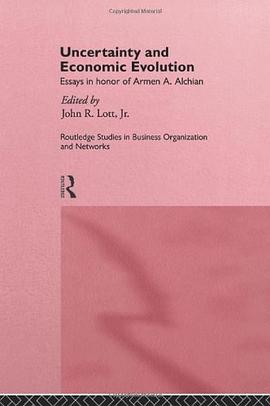 Uncertainty and
Economic Evolution
Essays in honor of Armen A. Alchian
Edited by
John R. Lott, Jr.
Routledge Studies in Business Organization
and Networks